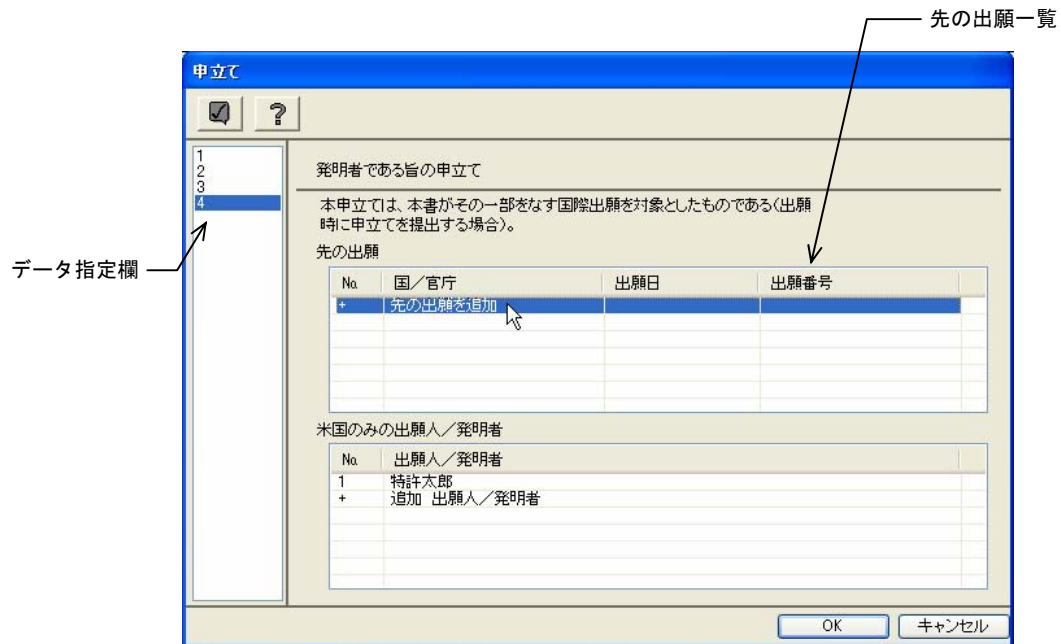 先の出願一覧
申立て
?
1
2
3
4
発明者である旨の申立て
本申立ては、本書がその一部をなす国際出願を対象としたものである(出願
時に申立てを提出する場合)。
先の出願
データ指定欄
No. 国/官庁 出願日 出願番号
+ 先の出願を追加
米国のみの出願人/発明者
No. 出願人/発明者
1 特許太郎
+ 追加 出願人/発明者
OK キャンセル